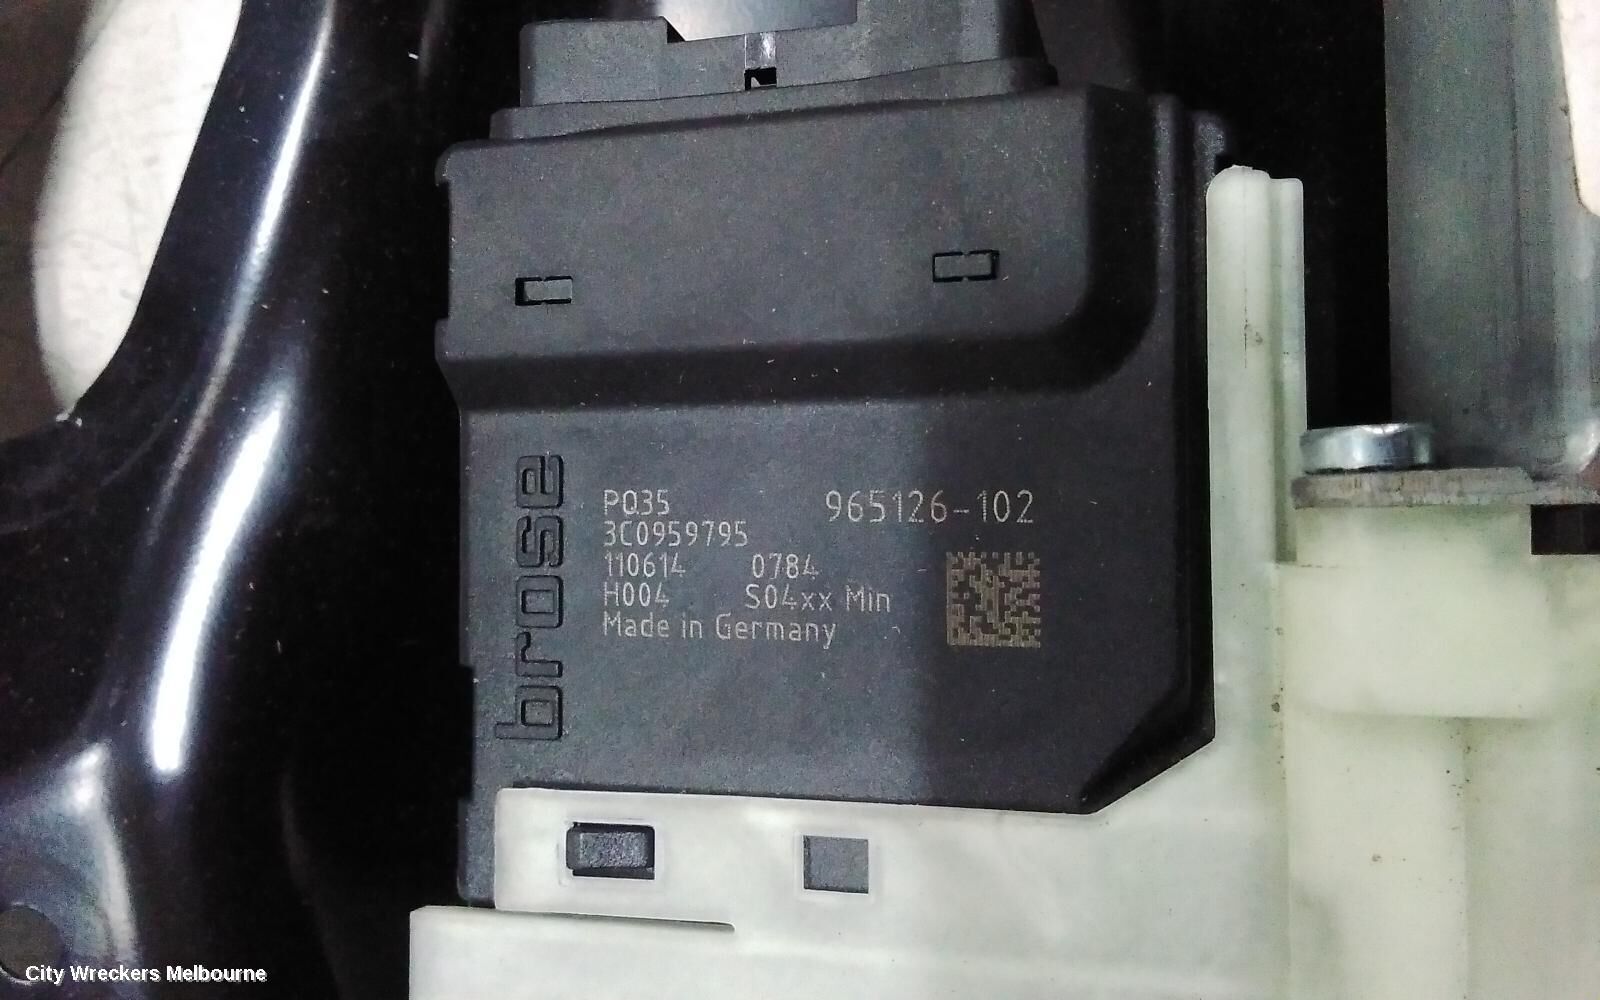 brose
PQ35 965126-102
3C0959795
110614 0784
H004 S04xx Min
Made in Germany
City Wreckers Melbourne